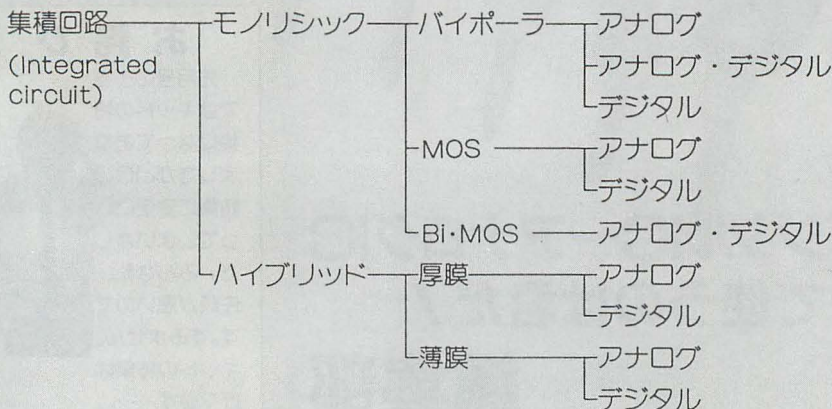 集積回路 モノリシック バイポーラ アナログ
(Integrated アナログ・デジタル
circuit) デジタル
MOS アナログ
デジタル
Bi・MOS アナログ・デジタル
ハイブリッド 厚膜 アナログ
デジタル
薄膜 アナログ
デジタル